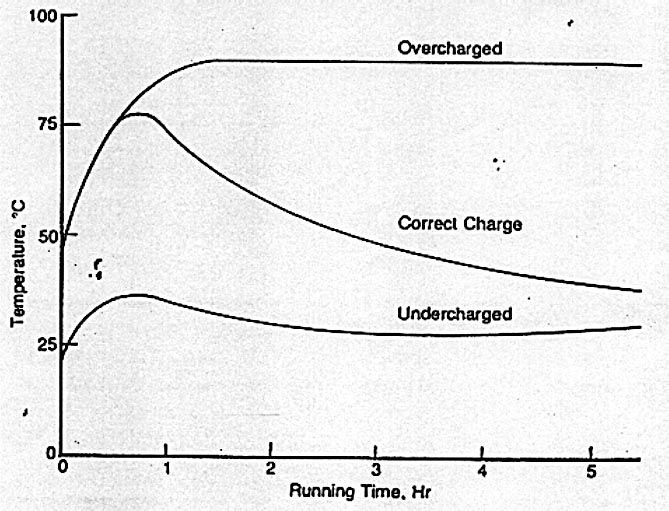 100
Overcharged
75
Temperature, °C
50
Correct Charge
Undercharged
25
0
0 1 2 3 4 5
Running Time, Hr